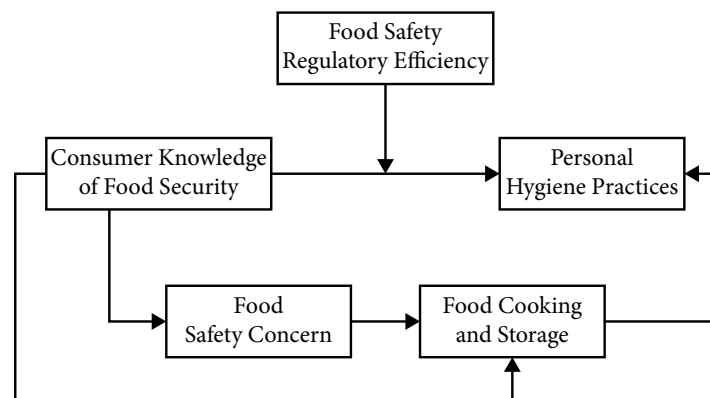 Food Safety
Regulatory Efficiency
Consumer Knowledge
of Food Security
Personal
Hygiene Practices
Food
Safety Concern
Food Cooking
and Storage